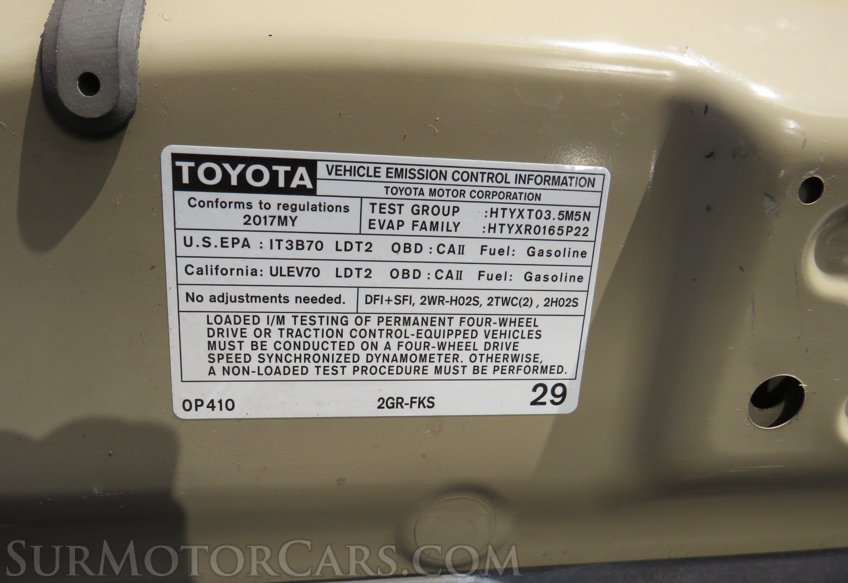 TOYOTA VEHICLE EMISSION CONTROL INFORMATION
TOYOTA MOTOR CORPORATION
Conforms to regulations
2017MY
TEST GROUP :HTYXT03.5M5N
EVAP FAMILY :HTYXR0165P22
U.S.EPA : IT3B70 LDT2 OBD : CAII Fuel: Gasoline
California: ULEV70 LDT2 OBD : CAII Fuel: Gasoline
No adjustments needed. DFI+SFI, 2WR-HO2S, 2TWC(2), 2HO2S
LOADED I/M TESTING OF PERMANENT FOUR-WHEEL
DRIVE OR TRACTION CONTROL-EQUIPPED VEHICLES
MUST BE CONDUCTED ON A FOUR-WHEEL DRIVE
SPEED SYNCHRONIZED DYNAMOMETER. OTHERWISE,
A NON-LOADED TEST PROCEDURE MUST BE PERFORMED.
0P410 2GR-FKS 29
SURMOTORCARS.COM